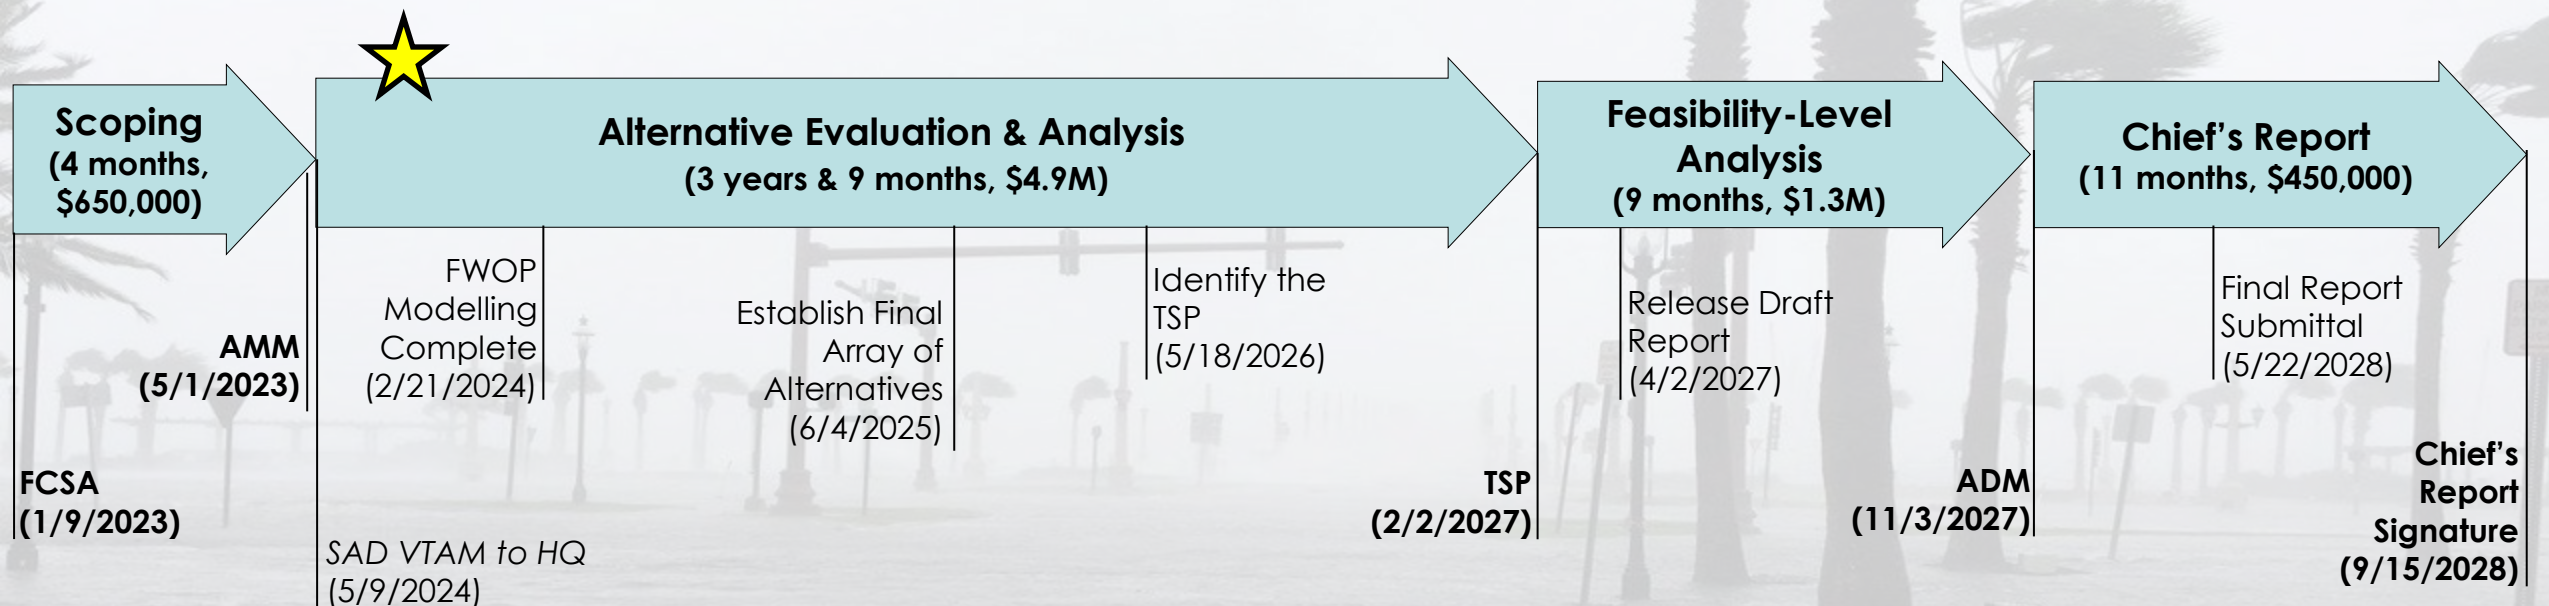 Scoping
(4 months,
$650,000)
Alternative Evaluation & Analysis
(3 years & 9 months, $4.9M)
Feasibility-Level
Analysis
(9 months, $1.3M)
Chief's Report
(11 months, $450,000)
FCSA
(1/9/2023)
AMM
(5/1/2023)
SAD VTAM to HQ
(5/9/2024)
FWOP
Modelling
Complete
(2/21/2024)
Establish Final
Array of
Alternatives
(6/4/2025)
Identify the
TSP
(5/18/2026)
TSP
(2/2/2027)
Release Draft
Report
(4/2/2027)
ADM
(11/3/2027)
Final Report
Submittal
(5/22/2028)
Chief's
Report
Signature
(9/15/2028)